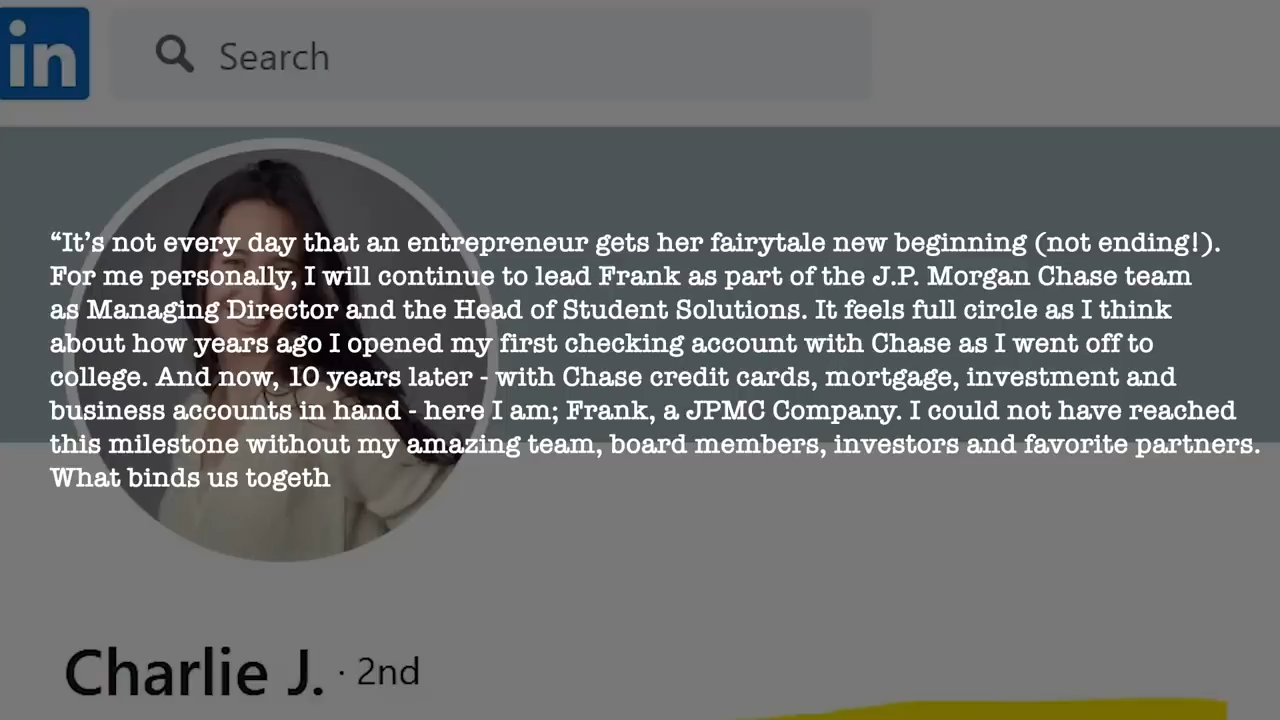 in
Search
“It’s not every day that an entrepreneur gets her fairytale new beginning (not ending!).
For me personally, I will continue to lead Frank as part of the J.P. Morgan Chase team
as Managing Director and the Head of Student Solutions. It feels full circle as I think
about how years ago I opened my first checking account with Chase as I went off to
college. And now, 10 years later - with Chase credit cards, mortgage, investment and
business accounts in hand - here I am; Frank, a JPMC Company. I could not have reached
this milestone without my amazing team, board members, investors and favorite partners.
What binds us togeth
Charlie J. · 2nd